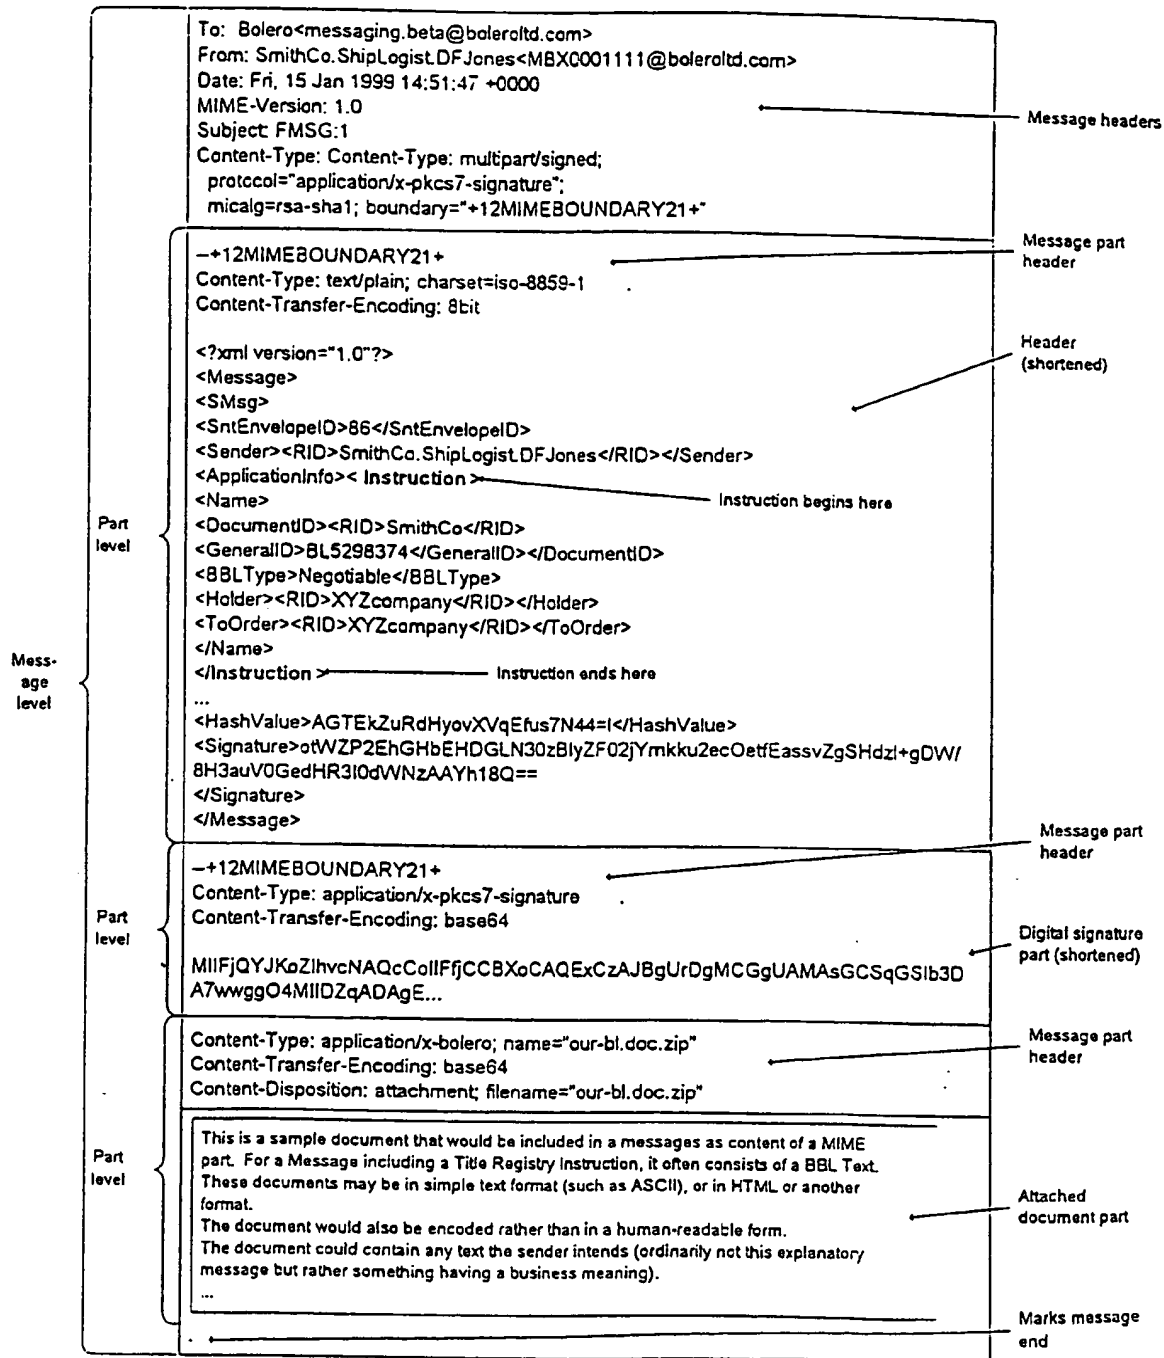 To: Bolero<messaging.beta@boleroltd.com>
From: SmithCo.ShipLogist.DFJones<MBX0001111@boleroltd.com>
Date: Fri, 15 Jan 1999 14:51:47 +0000
MIME-Version: 1.0
Message headers
Subject: FMSG:1
Content-Type: Content-Type: multipart/signed;
protocol="application/x-pkcs7-signature";
micalg=rsa-sha1; boundary="+12MIMEBOUNDARY21+"
Message part
header
–+12MIMEBOUNDARY21+
Content-Type: text/plain; charset=iso-8859-1
Content-Transfer-Encoding: 8bit
Header
(shortened)
<?xml version="1.0"?>
<Message>
<SMsg>
<SntEnvelopeID>86</SntEnvelopeID>
<Sender><RID>SmithCo.ShipLogist.DFJones</RID></Sender>
<ApplicationInfo>< Instruction >
Instruction begins here
<Name>
Part
level
<DocumentID><RID>SmithCo</RID>
<GeneralID>BL5298374</GeneralID></DocumentID>
<BBLType>Negotiable</BBLType>
<Holder><RID>XYZcompany</RID></Holder>
<ToOrder><RID>XYZcompany</RID></ToOrder>
</Name>
Mess-
age
level
</Instruction >
Instruction ends here
...
<HashValue>AGTEkZuRdHyovXVqEfus7N44=I</HashValue>
<Signature>otWZP2EhGHbEHDGLN30zBIyZF02jYmkku2ecOetfEassvZgSHdzI+gDW/
8H3auV0GedHR3I0dWNzAAYh18Q==
</Signature>
</Message>
Message part
header
–+12MIMEBOUNDARY21+
Content-Type: application/x-pkcs7-signature
Content-Transfer-Encoding: base64
Part
level
Digital signature
part (shortened)
MIIFjQYJKoZIhvcNAQcCoIIFfjCCBXoCAQExCzAJBgUrDgMCGgUAMAsGCSqGSIb3D
A7wwggO4MIIDZqADAgE...
Message part
header
Content-Type: application/x-bolero; name="our-bl.doc.zip"
Content-Transfer-Encoding: base64
Content-Disposition: attachment; filename="our-bl.doc.zip"
Part
level
This is a sample document that would be included in a messages as content of a MIME
part. For a Message including a Title Registry Instruction, it often consists of a BBL Text.
These documents may be in simple text format (such as ASCII), or in HTML or another
format.
Attached
document part
The document would also be encoded rather than in a human-readable form.
The document could contain any text the sender intends (ordinarily not this explanatory
message but rather something having a business meaning).
...
Marks message
end
.